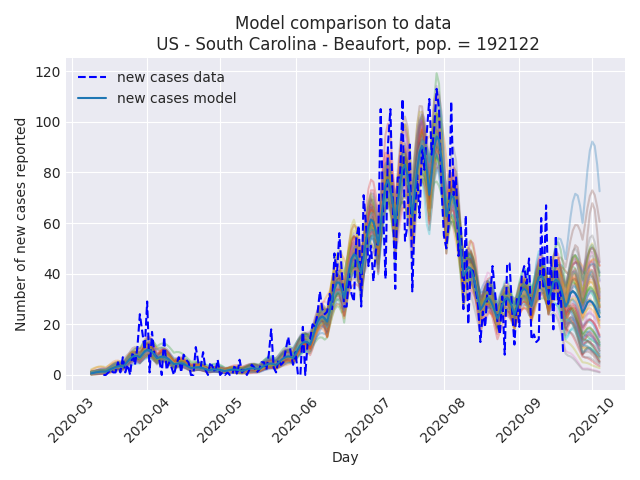 Model comparison to data
US - South Carolina - Beaufort, pop. = 192122
new cases data
new cases model
Number of new cases reported
120
100
80
60
40
20
0
2020-03
2020-04
2020-05
2020-06
2020-07
2020-08
2020-09
2020-10
Day